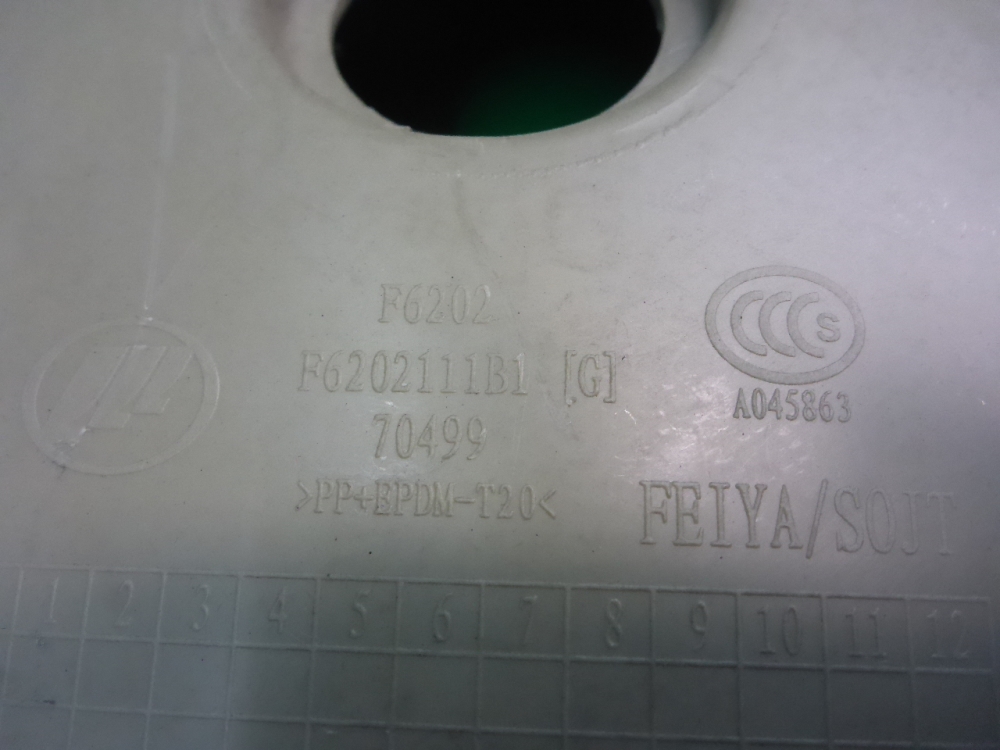 F6202
F6202111B1 [G]
70499
>PP+EPDM-T20<
CCCS
A045863
FEIYA/SOJT
1 2 3 4 5 6 7 8 9 10 11 12